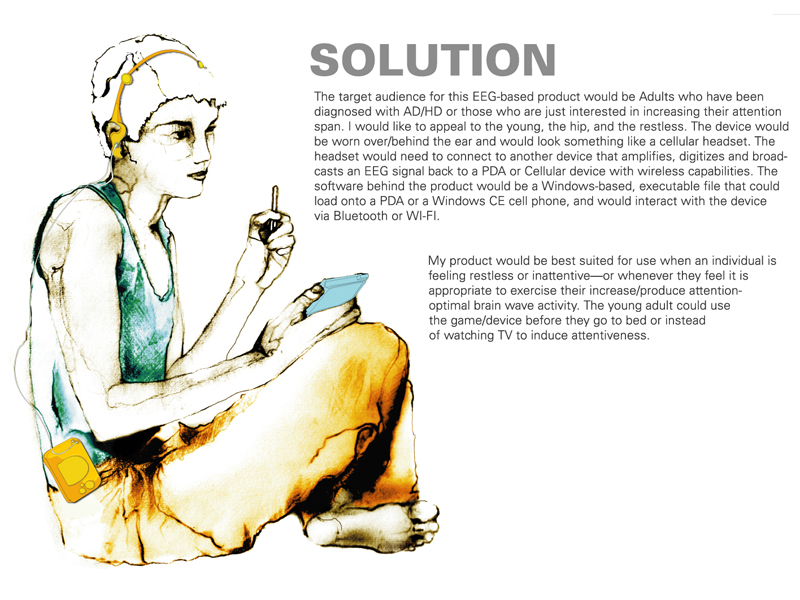 SOLUTION
The target audience for this EEG-based product would be Adults who have been
diagnosed with AD/HD or those who are just interested in increasing their attention
span. I would like to appeal to the young, the hip, and the restless. The device would
be worn over/behind the ear and would look something like a cellular headset. The
headset would need to connect to another device that amplifies, digitizes and broad-
casts an EEG signal back to a PDA or Cellular device with wireless capabilities. The
software behind the product would be a Windows-based, executable file that could
load onto a PDA or a Windows CE cell phone, and would interact with the device
via Bluetooth or WI-FI.
My product would be best suited for use when an individual is
feeling restless or inattentive—or whenever they feel it is
appropriate to exercise their increase/produce attention-
optimal brain wave activity. The young adult could use
the game/device before they go to bed or instead
of watching TV to induce attentiveness.